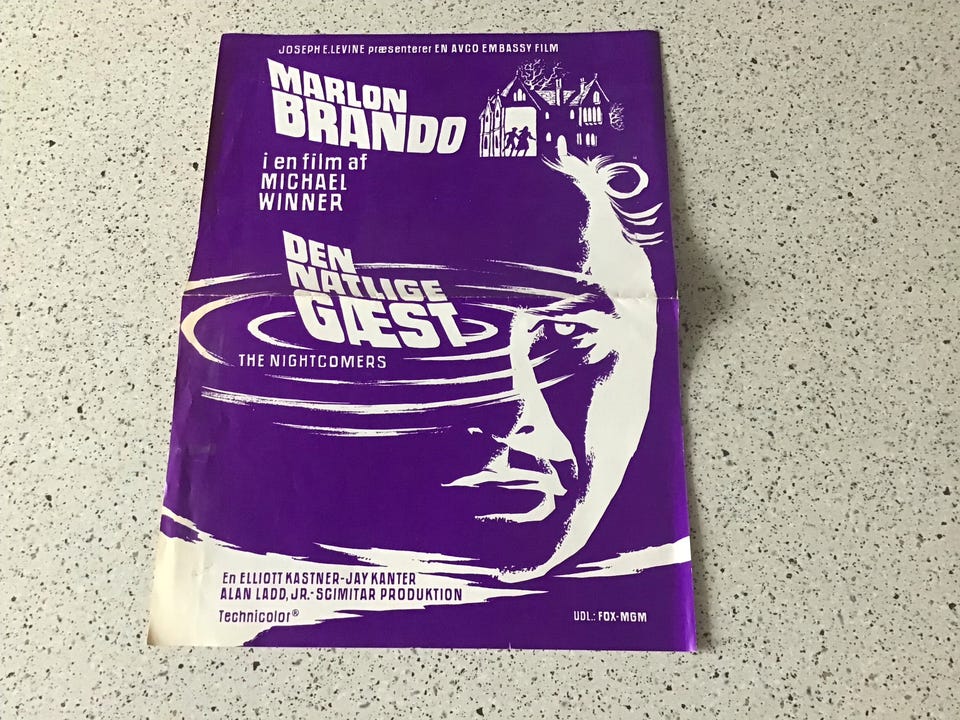 JOSEPH E. LEVINE præsenterer EN AVCO EMBASSY FILM
MARLON
BRANDO
i en film af
MICHAEL
WINNER
DEN
NATLIGE
GÆST
THE NIGHTCOMERS
En ELLIOTT KASTNER-JAY KANTER
ALAN LADD, JR.- SCIMITAR PRODUKTION
Technicolor®
UDL.: FOX-MGM